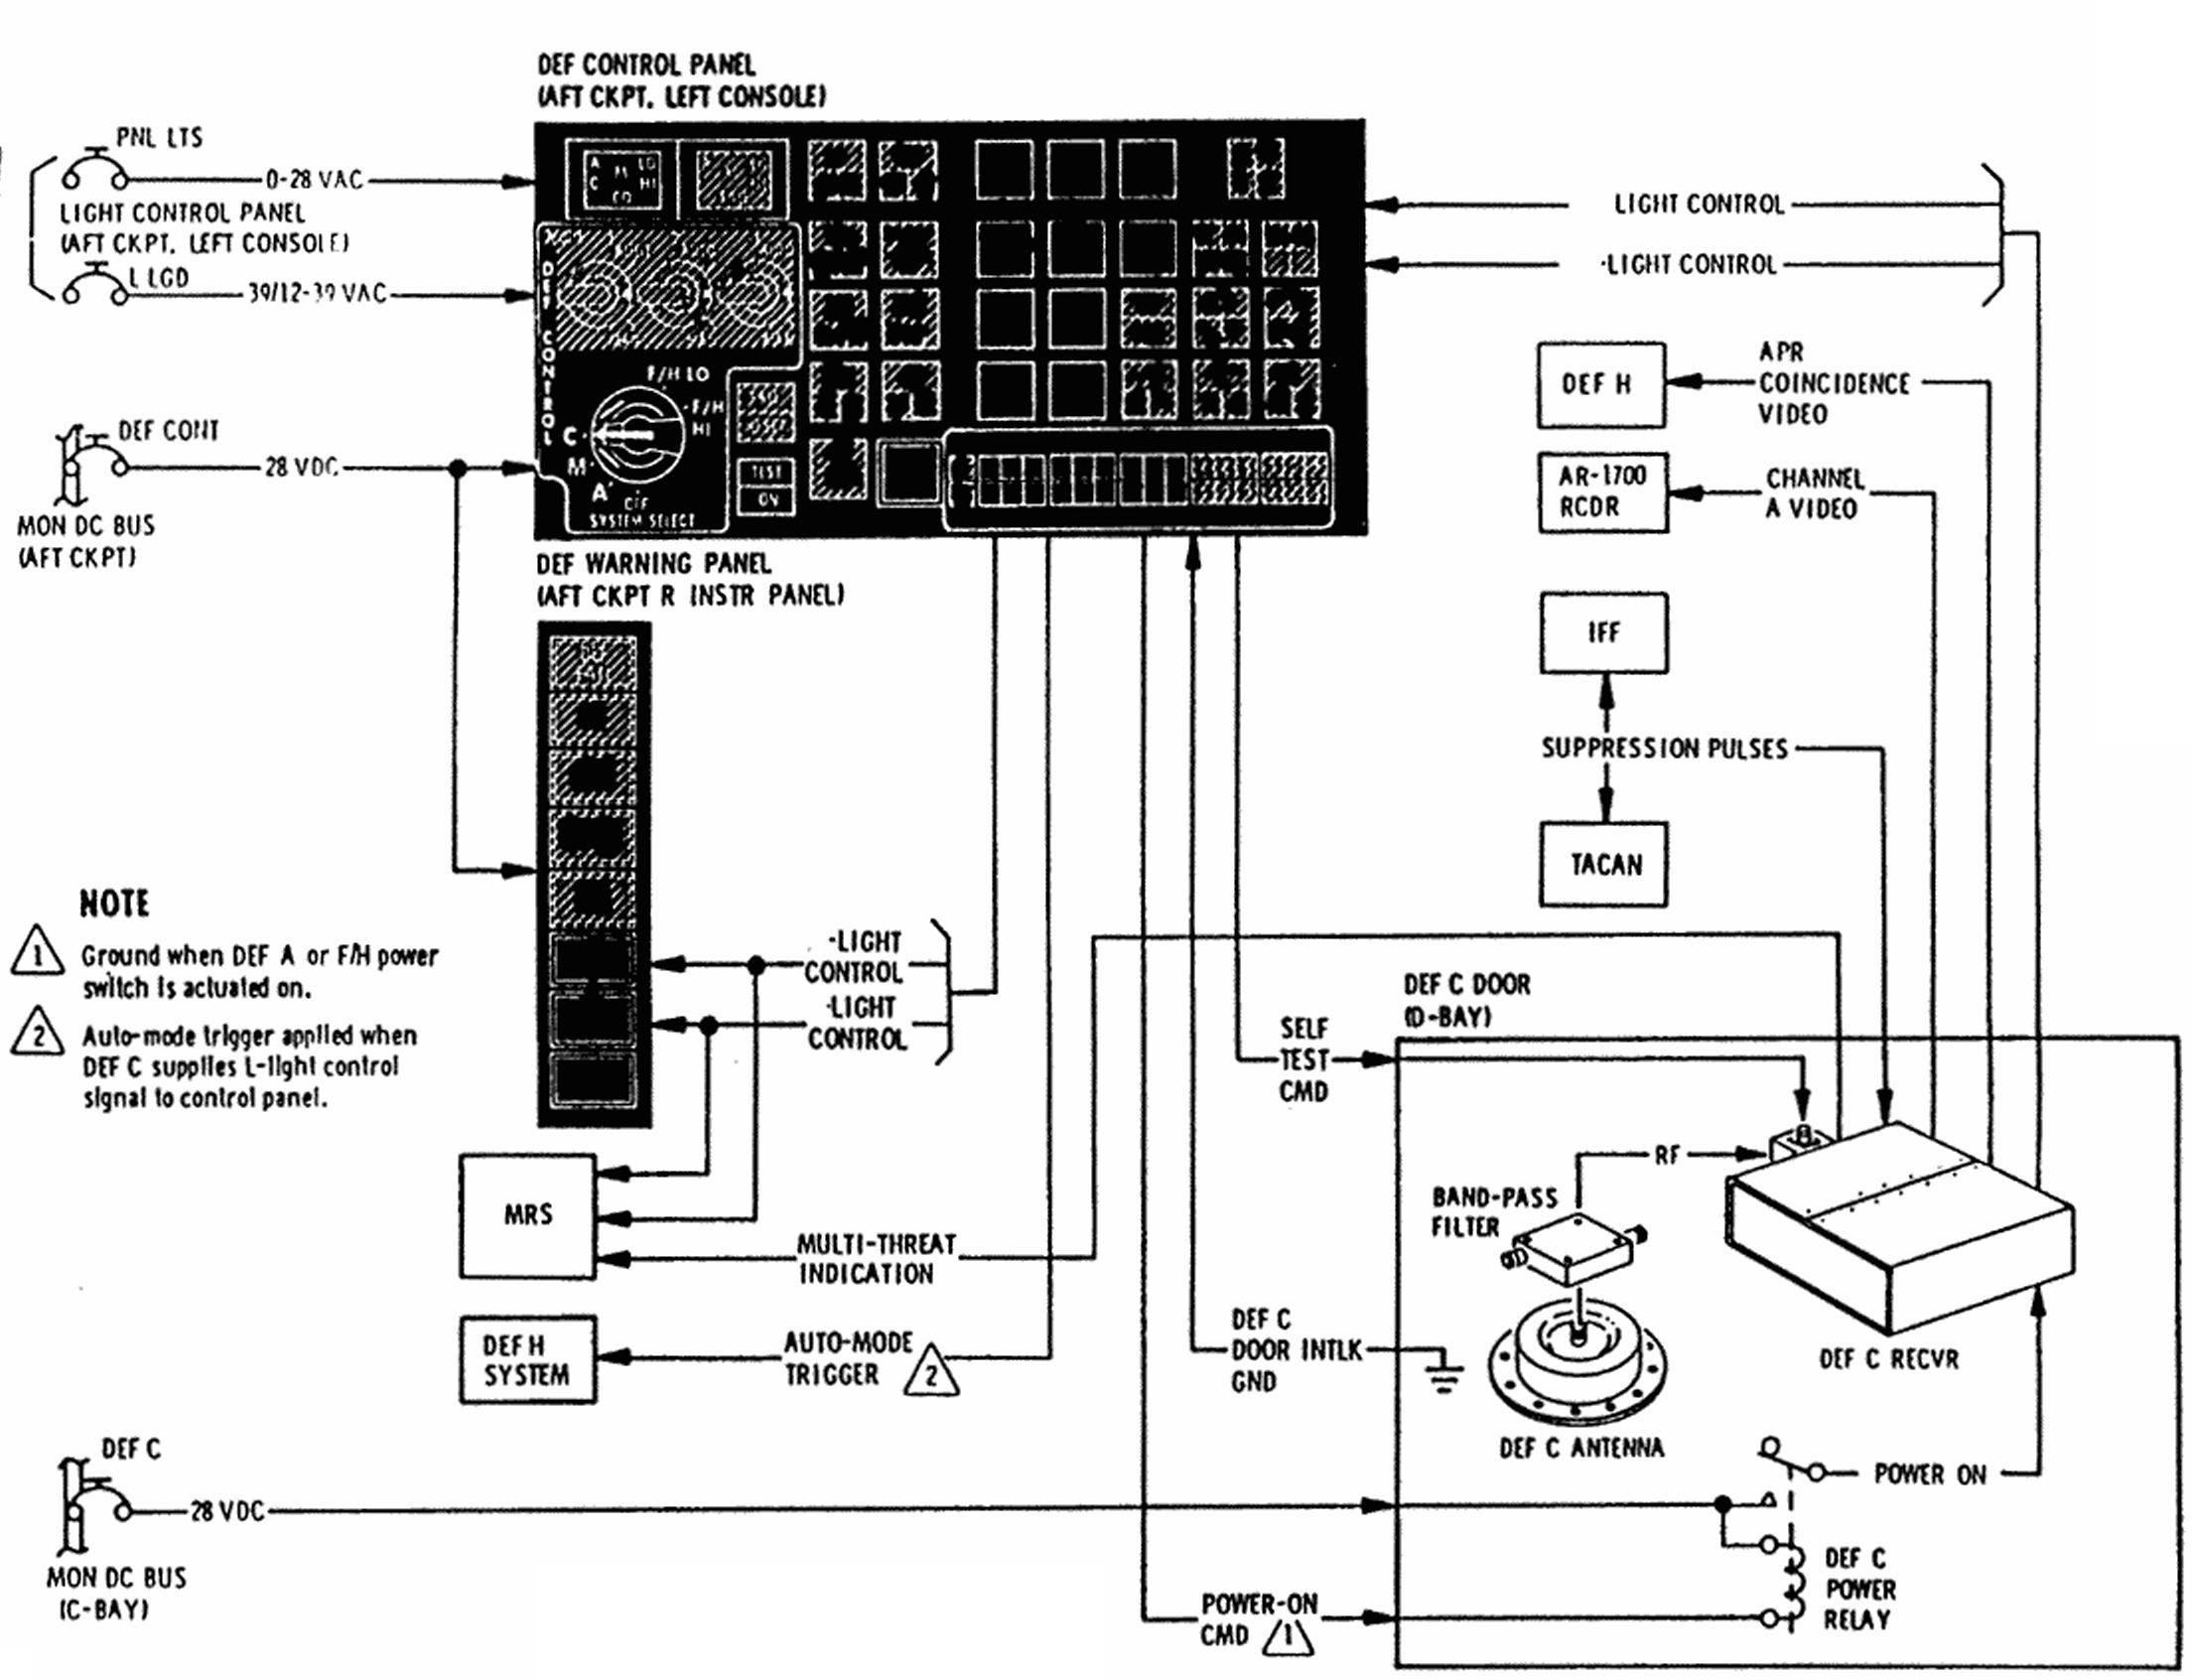 DEF CONTROL PANEL
(AFT CKPT. LEFT CONSOLE)
PNL LTS
0-28 VAC
LIGHT CONTROL PANEL
(AFT CKPT. LEFT CONSOLE)
L LGD
39/12-39 VAC
DEF CONT
28 VDC
MON DC BUS
(AFT CKPT)
A
C
M
LO
HI
DEF CONTROL
F/H LO
F/H
HI
C
M
A
SYSTEM SELECT
TEST
ON
LIGHT CONTROL
LIGHT CONTROL
DEF H
APR
COINCIDENCE
VIDEO
AR-1700
RCDR
CHANNEL
A VIDEO
IFF
SUPPRESSION PULSES
TACAN
DEF WARNING PANEL
(AFT CKPT R INSTR PANEL)
NOTE
1 Ground when DEF A or F/H power
switch is actuated on.
2 Auto-mode trigger applied when
DEF C supplies L-light control
signal to control panel.
-LIGHT
CONTROL
-LIGHT
CONTROL
MRS
MULTI-THREAT
INDICATION
DEF H
SYSTEM
AUTO-MODE
TRIGGER 2
DEF C DOOR
(D-BAY)
SELF
TEST
CMD
RF
BAND-PASS
FILTER
DEF C
DOOR INTLK
GND
DEF C RECVR
DEF C ANTENNA
DEF C
28 VDC
MON DC BUS
(C-BAY)
POWER ON
DEF C
POWER
RELAY
POWER-ON
CMD 1